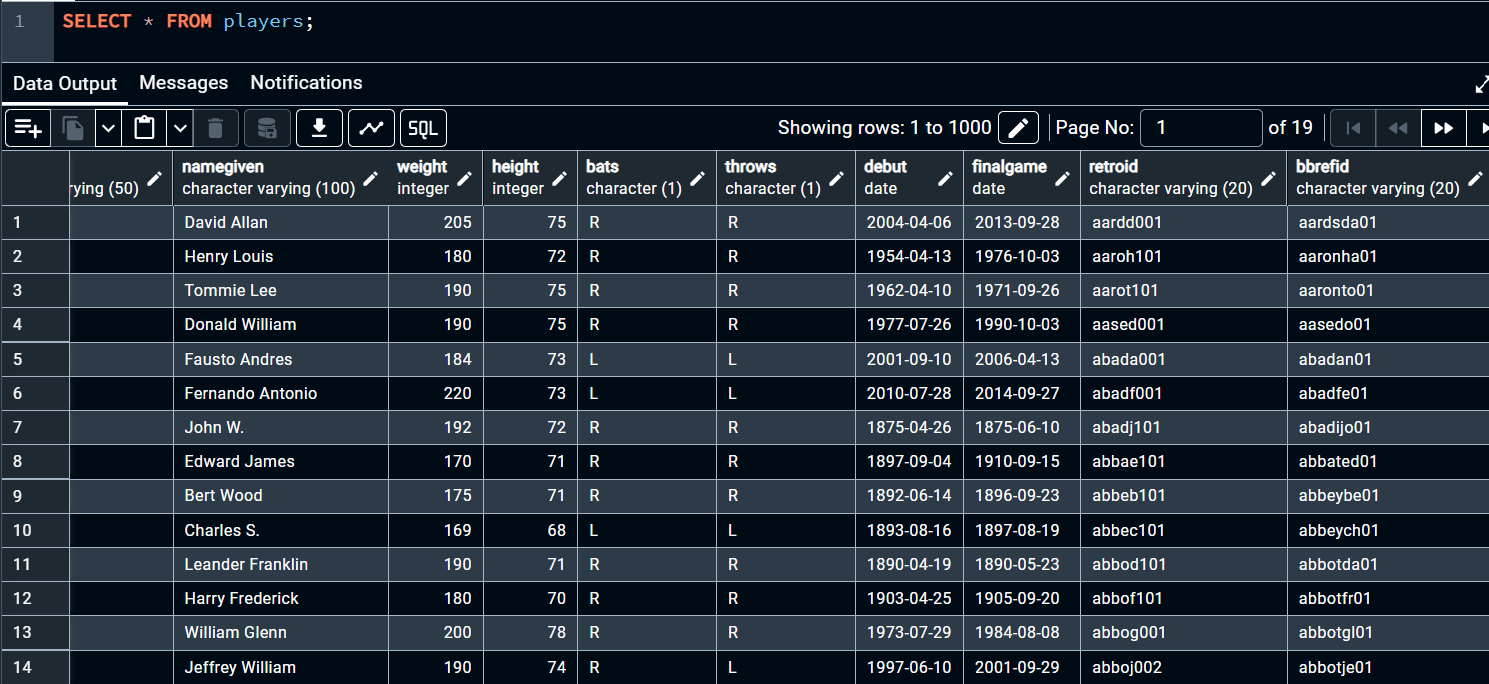 1 SELECT * FROM players;
Data Output Messages Notifications
SQL Showing rows: 1 to 1000 Page No: 1 of 19
namegiven weight height bats throws debut finalgame retroid bbrefid
rying (50) character varying (100) integer integer character (1) character (1) date date character varying (20) character varying (20)
1 David Allan 205 75 R R 2004-04-06 2013-09-28 aardd001 aardsda01
2 Henry Louis 180 72 R R 1954-04-13 1976-10-03 aaroh101 aaronha01
3 Tommie Lee 190 75 R R 1962-04-10 1971-09-26 aarot101 aaronto01
4 Donald William 190 75 R R 1977-07-26 1990-10-03 aased001 aasedo01
5 Fausto Andres 184 73 L L 2001-09-10 2006-04-13 abada001 abadan01
6 Fernando Antonio 220 73 L L 2010-07-28 2014-09-27 abadf001 abadfe01
7 John W. 192 72 R R 1875-04-26 1875-06-10 abadj101 abadijo01
8 Edward James 170 71 R R 1897-09-04 1910-09-15 abbae101 abbated01
9 Bert Wood 175 71 R R 1892-06-14 1896-09-23 abbeb101 abbeybe01
10 Charles S. 169 68 L L 1893-08-16 1897-08-19 abbec101 abbeych01
11 Leander Franklin 190 71 R R 1890-04-19 1890-05-23 abbod101 abbotda01
12 Harry Frederick 180 70 R R 1903-04-25 1905-09-20 abbof101 abbotfr01
13 William Glenn 200 78 R R 1973-07-29 1984-08-08 abbog001 abbotgl01
14 Jeffrey William 190 74 R L 1997-06-10 2001-09-29 abboj002 abbotje01